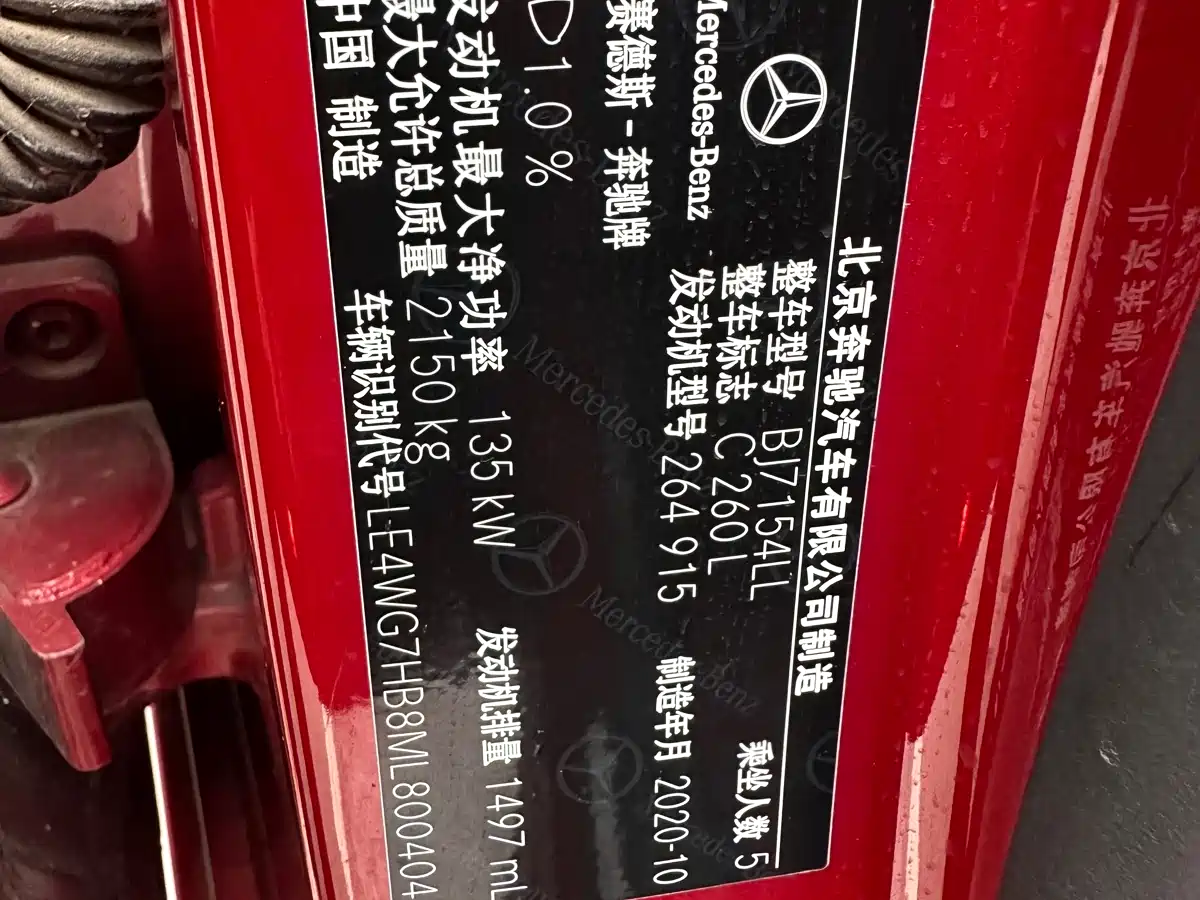 北京奔驰汽车有限公司制造
整车型号 BJ7154LL 乘坐人数 5
整车标志 C 260 L
Mercedes-Benz
发动机型号 264 915 制造年月 2020-10
赛德斯-奔驰牌
D 1.0 %
发动机最大净功率 135 kW 发动机排量 1497 mL
最大允许总质量 2150kg
中国 制造 车辆识别代号 LE4WG7HB8ML800404